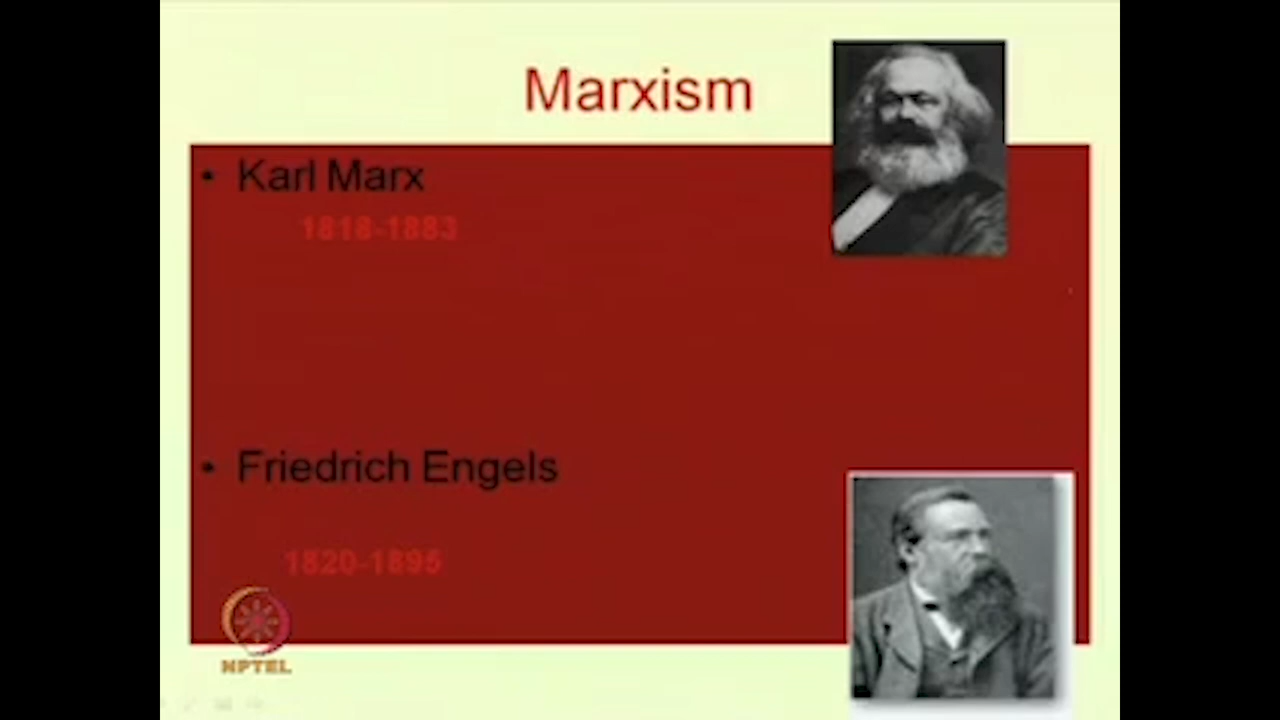 Marxism
• Karl Marx
1818-1883
• Friedrich Engels
1820-1895
NPTEL